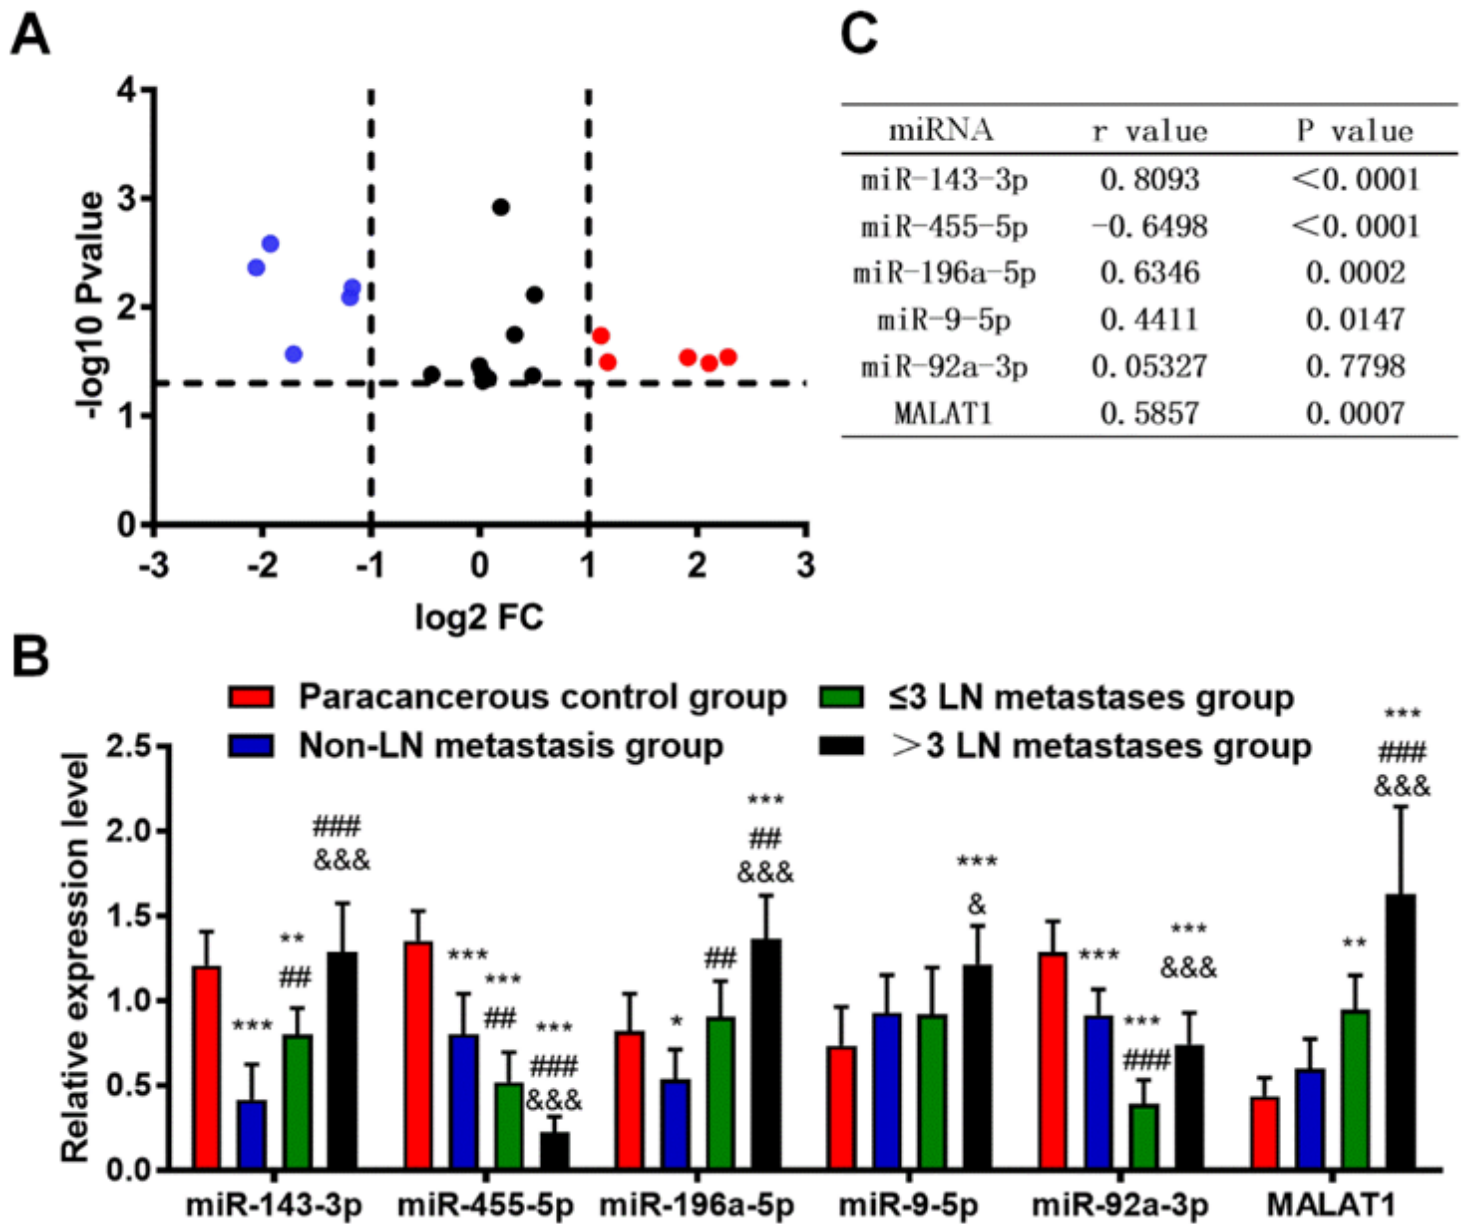 A
4
3
2
1
0
-log10 Pvalue
-3 -2 -1 0 1 2 3
log2 FC
C
miRNA r value P value
miR-143-3p 0.8093 <0.0001
miR-455-5p -0.6498 <0.0001
miR-196a-5p 0.6346 0.0002
miR-9-5p 0.4411 0.0147
miR-92a-3p 0.05327 0.7798
MALAT1 0.5857 0.0007
B
Paracancerous control group
≤3 LN metastases group
Non-LN metastasis group
>3 LN metastases group
2.5
2.0
1.5
1.0
0.5
0.0
Relative expression level
***
**
##
###
&&&
***
***
##
***
###
&&&
*
##
***
##
&&&
***
&
***
***
###
***
&&&
**
***
###
&&&
miR-143-3p miR-455-5p miR-196a-5p miR-9-5p miR-92a-3p MALAT1